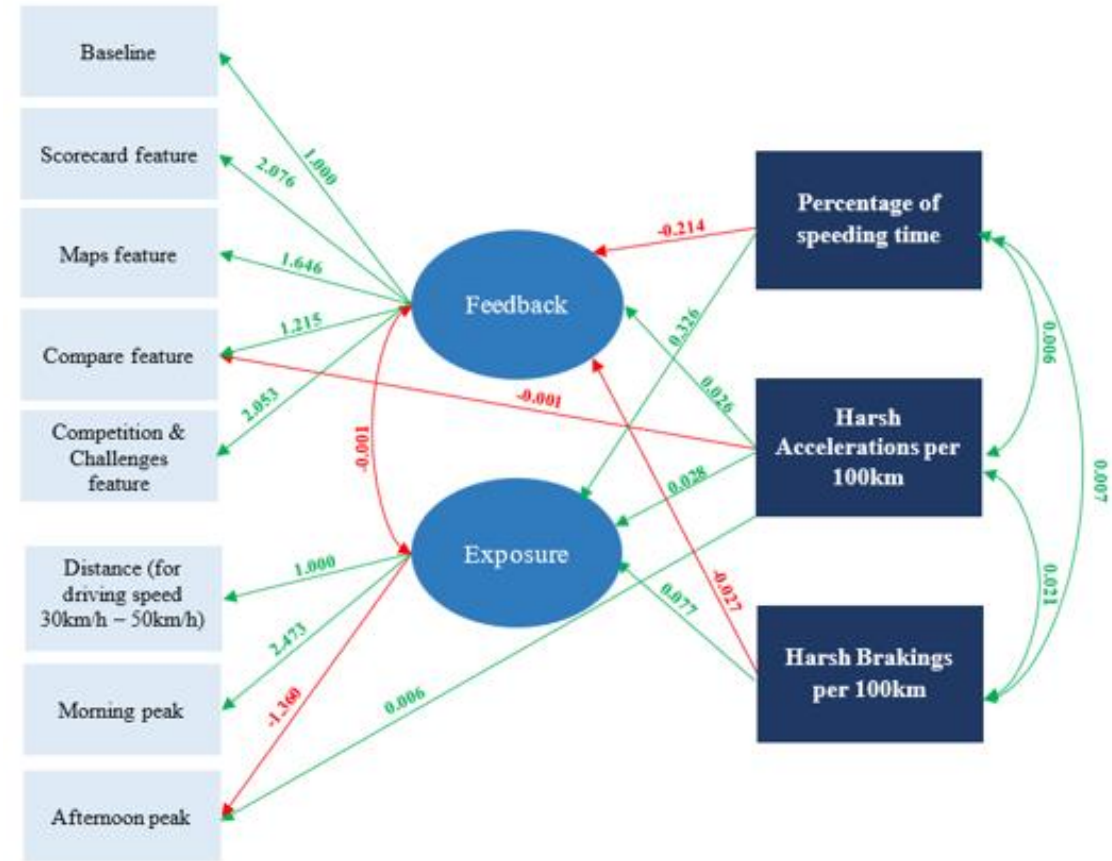 Baseline
Scorecard feature
Maps feature
Compare feature
Competition &
Challenges
feature
Distance (for
driving speed
30km/h – 50km/h)
Morning peak
Afternoon peak
1.000
2.076
1.646
1.215
2.053
-0.001
1.000
2.473
-1.360
Feedback
Exposure
-0.214
0.326
0.026
-0.001
0.028
-0.027
0.077
0.006
Percentage of
speeding time
Harsh
Accelerations per
100km
Harsh Brakings
per 100km
0.006
0.007
0.021